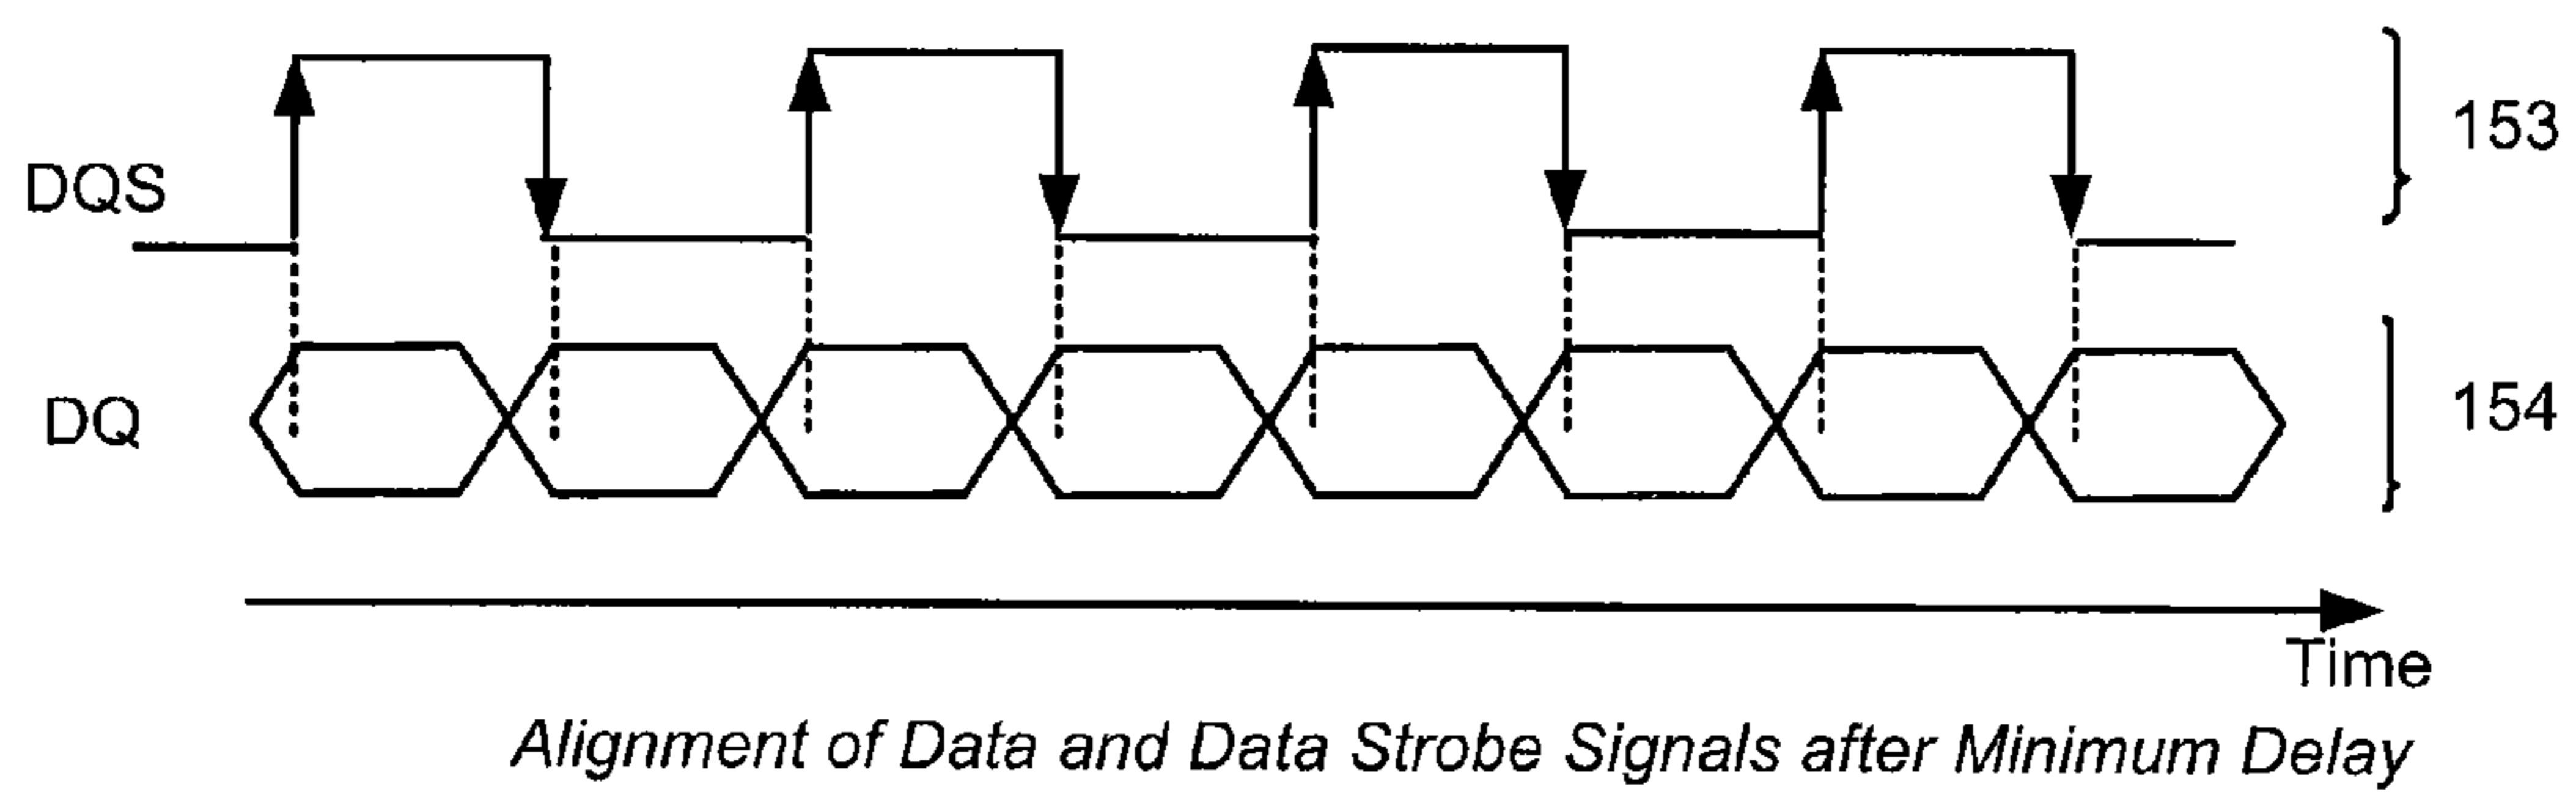 153
DQS
DQ
154
Time
Alignment of Data and Data Strobe Signals after Minimum Delay